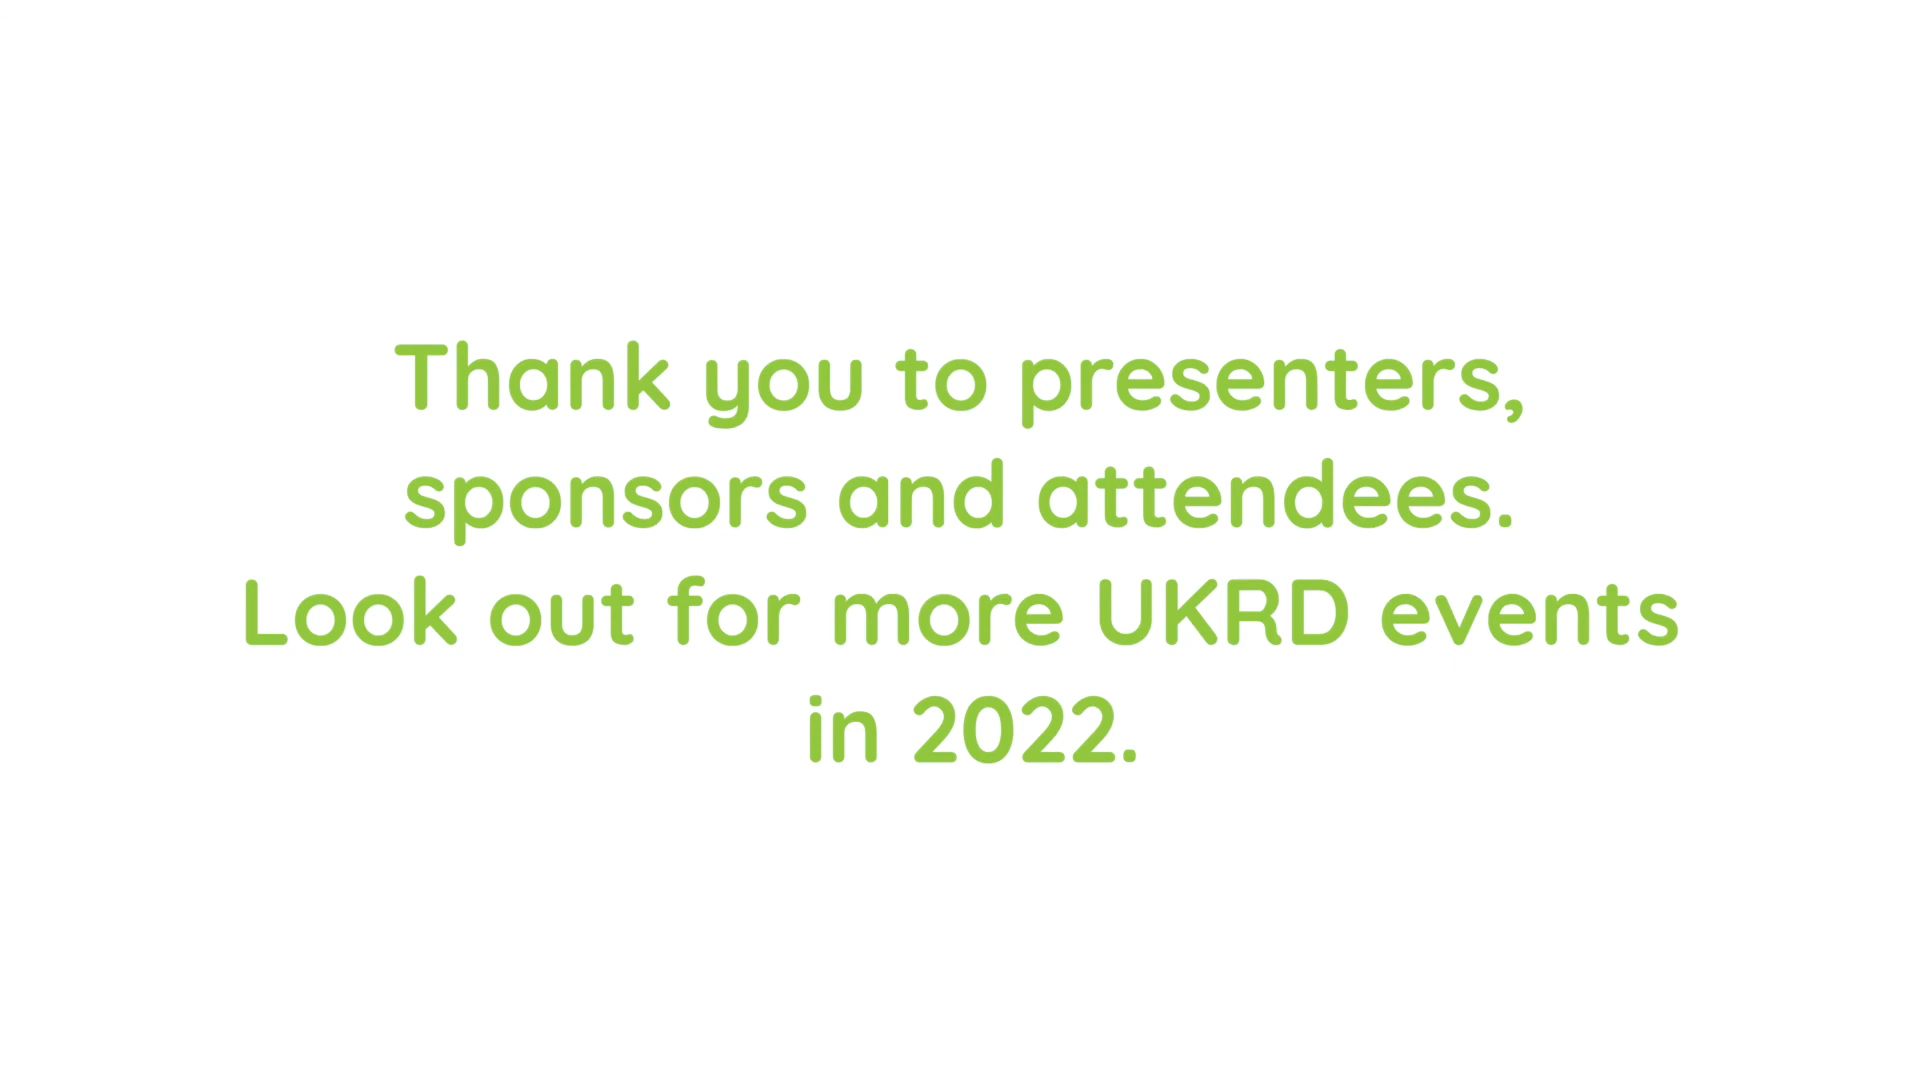 Thank you to presenters,
sponsors and attendees.
Look out for more UKRD events
in 2022.